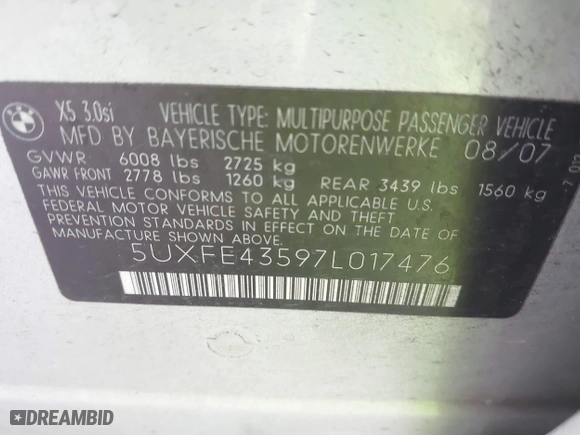 BMW
X5 3.0si VEHICLE TYPE: MULTIPURPOSE PASSENGER VEHICLE
MFD BY BAYERISCHE MOTORENWERKE 08/07
GVWR 6008 lbs 2725 kg
GAWR FRONT 2778 lbs 1260 kg REAR 3439 lbs 1560 kg
THIS VEHICLE CONFORMS TO ALL APPLICABLE U.S.
FEDERAL MOTOR VEHICLE SAFETY AND THEFT
PREVENTION STANDARDS IN EFFECT ON THE DATE OF
MANUFACTURE SHOWN ABOVE.
5UXFE43597L017476
DREAMBID